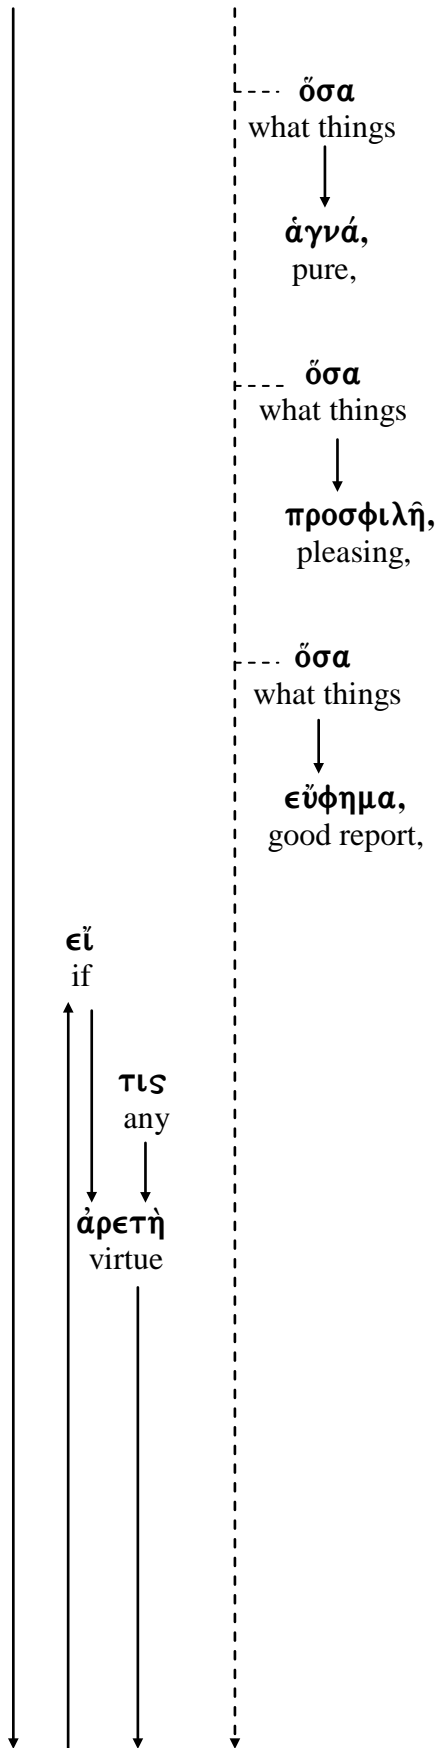 ὅσα
what things
ἁγνά,
pure,
ὅσα
what things
προσφιλῆ,
pleasing,
ὅσα
what things
εὔφημα,
good report,
εἴ
if
τις
any
ἀρετὴ
virtue